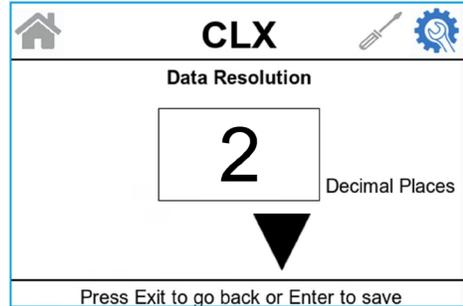 CLX
Data Resolution
2
Decimal Places
Press Exit to go back or Enter to save